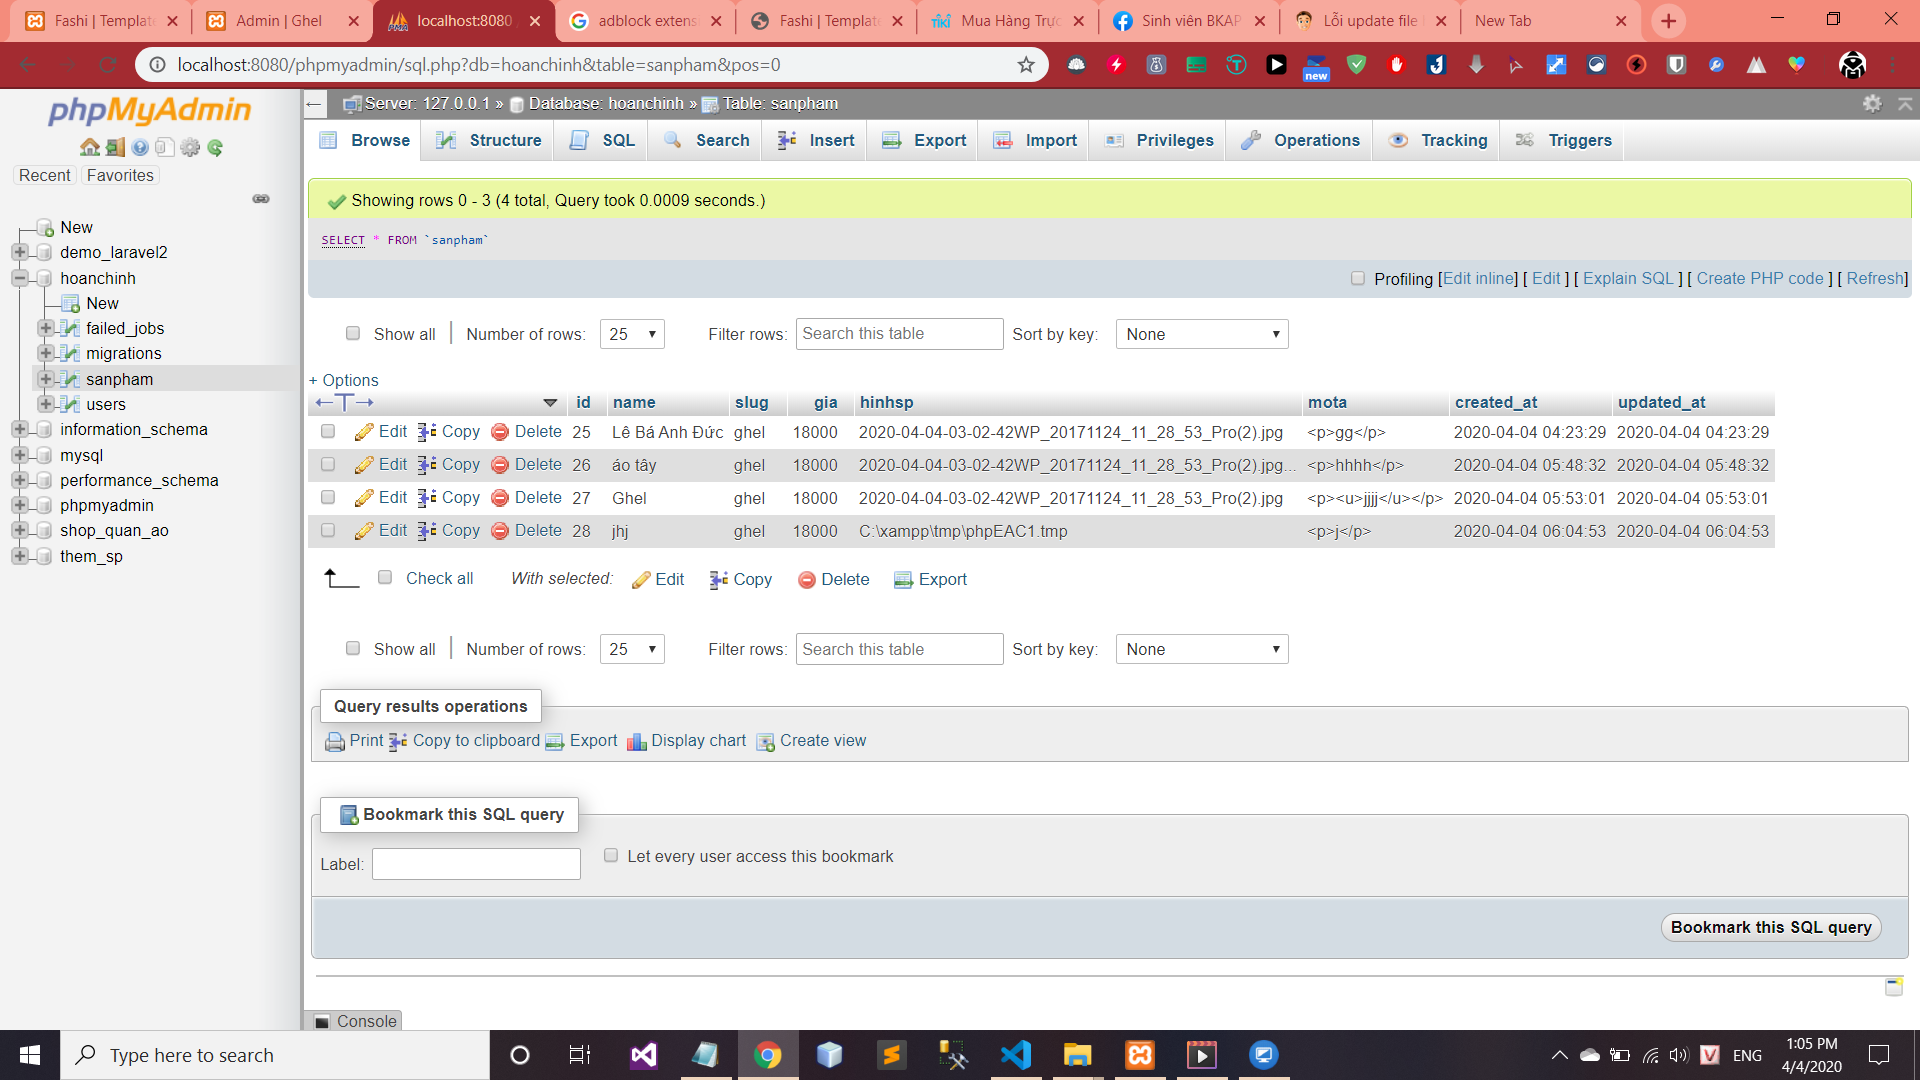 Fashi | Template
Admin | Ghel
localhost:8080
adblock extens
Fashi | Template
Mua Hàng Trực
Sinh viên BKAP
Lỗi update file
New Tab
localhost:8080/phpmyadmin/sql.php?db=hoanchinh&table=sanpham&pos=0
new
phpMyAdmin
Recent Favorites
New
demo_laravel2
hoanchinh
New
failed_jobs
migrations
sanpham
users
information_schema
mysql
performance_schema
phpmyadmin
shop_quan_ao
them_sp
Server: 127.0.0.1 » Database: hoanchinh » Table: sanpham
Browse Structure SQL Search Insert Export Import Privileges Operations Tracking Triggers
Showing rows 0 - 3 (4 total, Query took 0.0009 seconds.)
SELECT * FROM `sanpham`
Profiling [Edit inline] [ Edit ] [ Explain SQL ] [ Create PHP code ] [ Refresh]
Show all Number of rows: 25 Filter rows: Search this table Sort by key: None
+ Options
id name slug gia hinhsp mota created_at updated_at
Edit Copy Delete 25 Lê Bá Anh Đức ghel 18000 2020-04-04-03-02-42WP_20171124_11_28_53_Pro(2).jpg <p>gg</p> 2020-04-04 04:23:29 2020-04-04 04:23:29
Edit Copy Delete 26 áo tây ghel 18000 2020-04-04-03-02-42WP_20171124_11_28_53_Pro(2).jpg... <p>hhhh</p> 2020-04-04 05:48:32 2020-04-04 05:48:32
Edit Copy Delete 27 Ghel ghel 18000 2020-04-04-03-02-42WP_20171124_11_28_53_Pro(2).jpg <p><u>jjjj</u></p> 2020-04-04 05:53:01 2020-04-04 05:53:01
Edit Copy Delete 28 jhj ghel 18000 C:\xampp\tmp\phpEAC1.tmp <p>j</p> 2020-04-04 06:04:53 2020-04-04 06:04:53
Check all With selected: Edit Copy Delete Export
Show all Number of rows: 25 Filter rows: Search this table Sort by key: None
Query results operations
Print Copy to clipboard Export Display chart Create view
Bookmark this SQL query
Label: Let every user access this bookmark
Bookmark this SQL query
Console
Type here to search
ENG
1:05 PM
4/4/2020